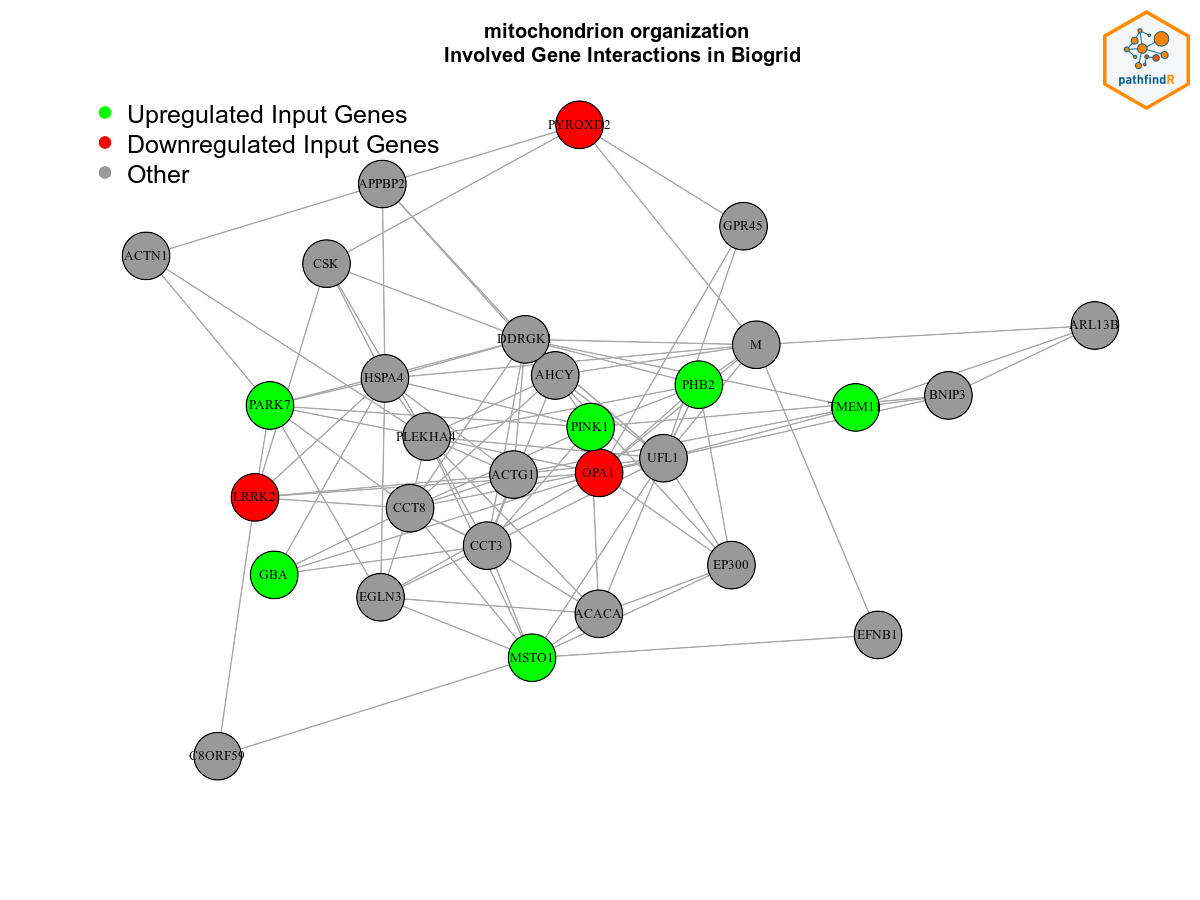 mitochondrion organization
Involved Gene Interactions in Biogrid
pathfindR
Upregulated Input Genes
Downregulated Input Genes
Other
PYROXD2
APPBP2
GPR45
ACTN1
CSK
ARL13B
DDRGK1
M
AHCY
HSPA4
PHB2
BNIP3
PARK7
TMEM11
PINK1
PLEKHA4
UFL1
OPA1
ACTG1
LRRK2
CCT8
CCT3
EP300
GBA
EGLN3
ACACA
EFNB1
MSTO1
C8ORF59